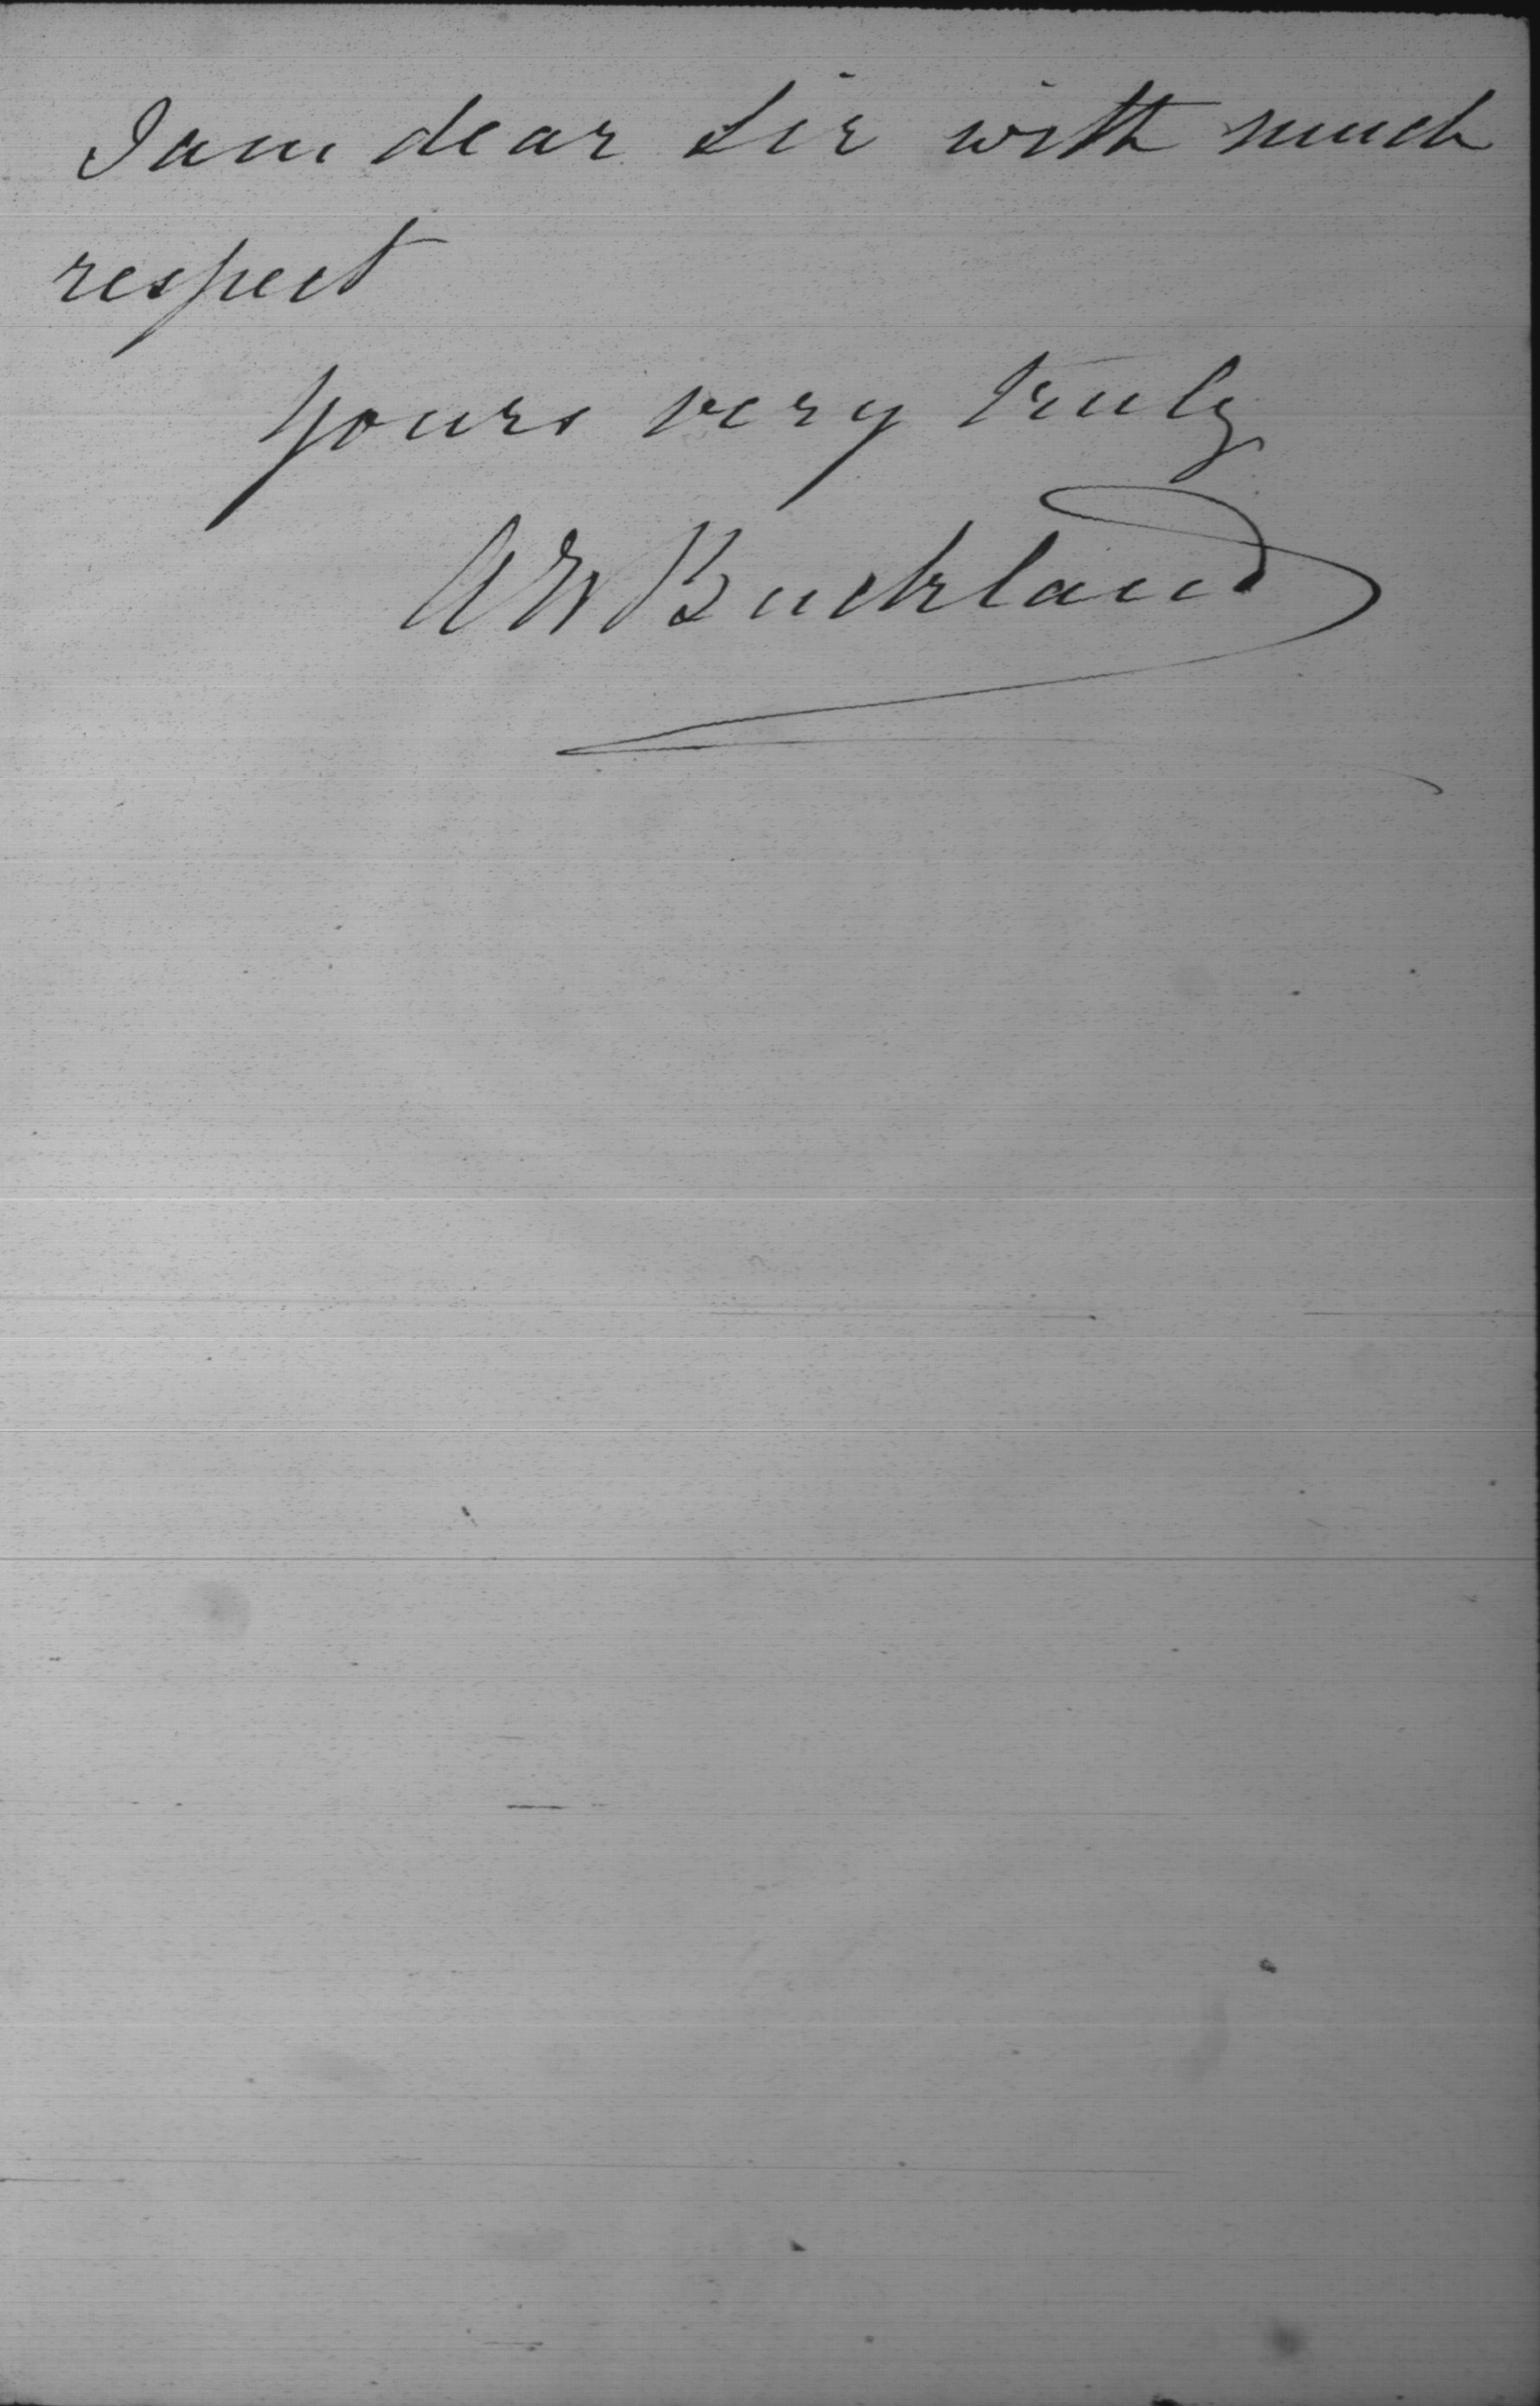 I am dear Sir with much
respect
yours very truly
A W Buckland